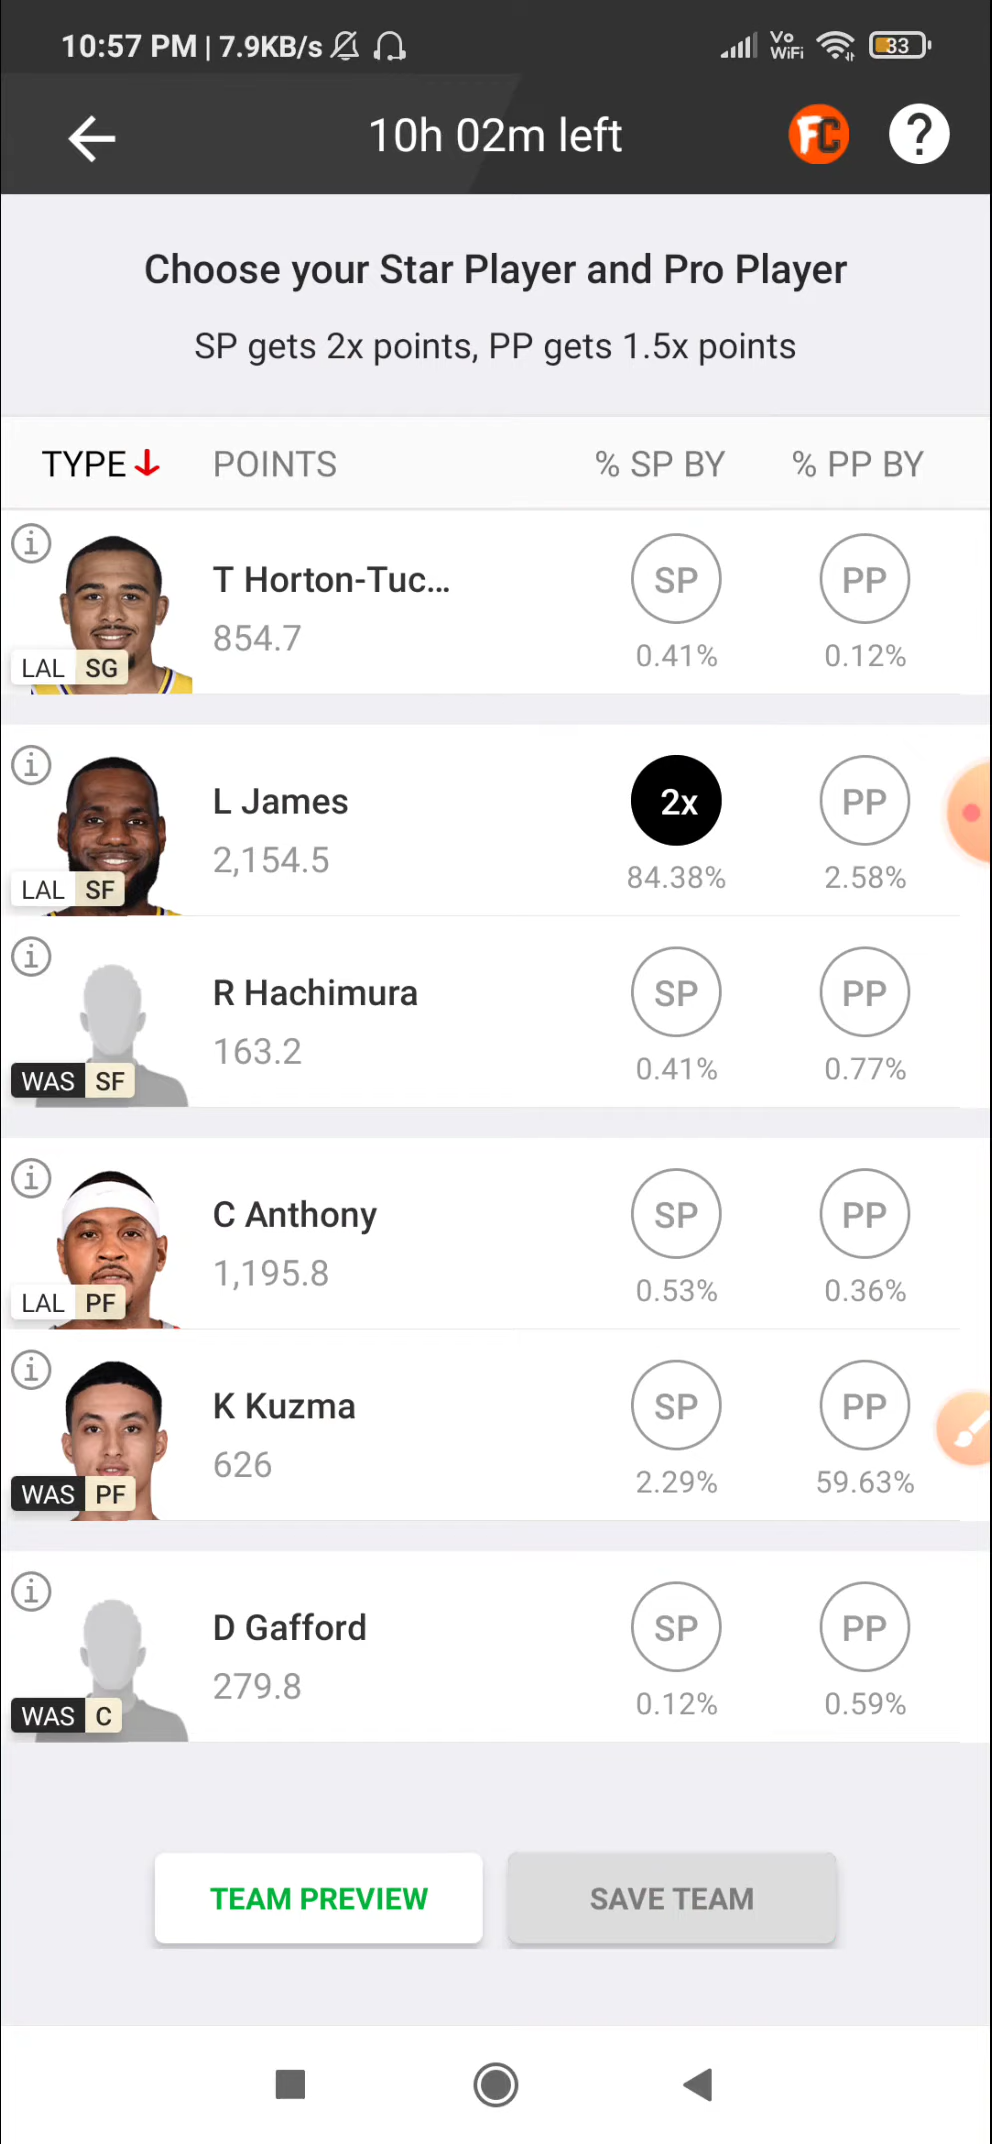 10:57 PM | 7.9KB/s Vo WiFi 33
10h 02m left FC ?
Choose your Star Player and Pro Player
SP gets 2x points, PP gets 1.5x points
TYPE POINTS % SP BY % PP BY
T Horton-Tuc... SP PP
854.7 0.41% 0.12%
LAL SG
L James 2x PP
2,154.5 84.38% 2.58%
LAL SF
R Hachimura SP PP
163.2 0.41% 0.77%
WAS SF
C Anthony SP PP
1,195.8 0.53% 0.36%
LAL PF
K Kuzma SP PP
626 2.29% 59.63%
WAS PF
D Gafford SP PP
279.8 0.12% 0.59%
WAS C
TEAM PREVIEW SAVE TEAM